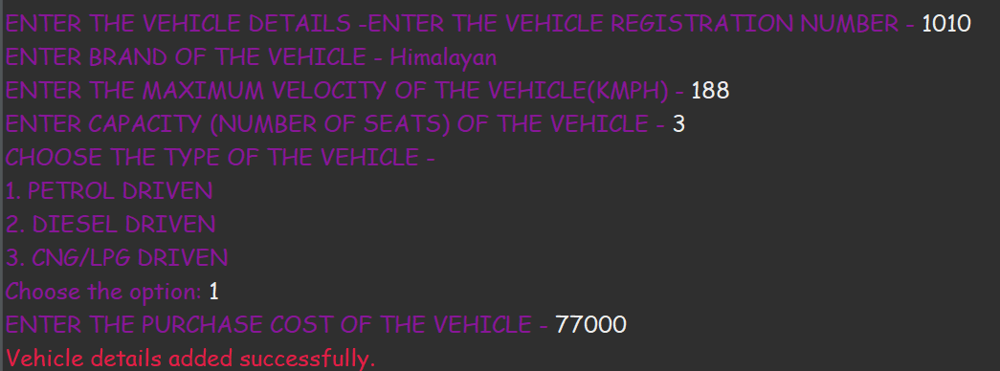 ENTER THE VEHICLE DETAILS -ENTER THE VEHICLE REGISTRATION NUMBER - 1010
ENTER BRAND OF THE VEHICLE - Himalayan
ENTER THE MAXIMUM VELOCITY OF THE VEHICLE(KMPH) - 188
ENTER CAPACITY (NUMBER OF SEATS) OF THE VEHICLE - 3
CHOOSE THE TYPE OF THE VEHICLE -
1. PETROL DRIVEN
2. DIESEL DRIVEN
3. CNG/LPG DRIVEN
Choose the option: 1
ENTER THE PURCHASE COST OF THE VEHICLE - 77000
Vehicle details added successfully.